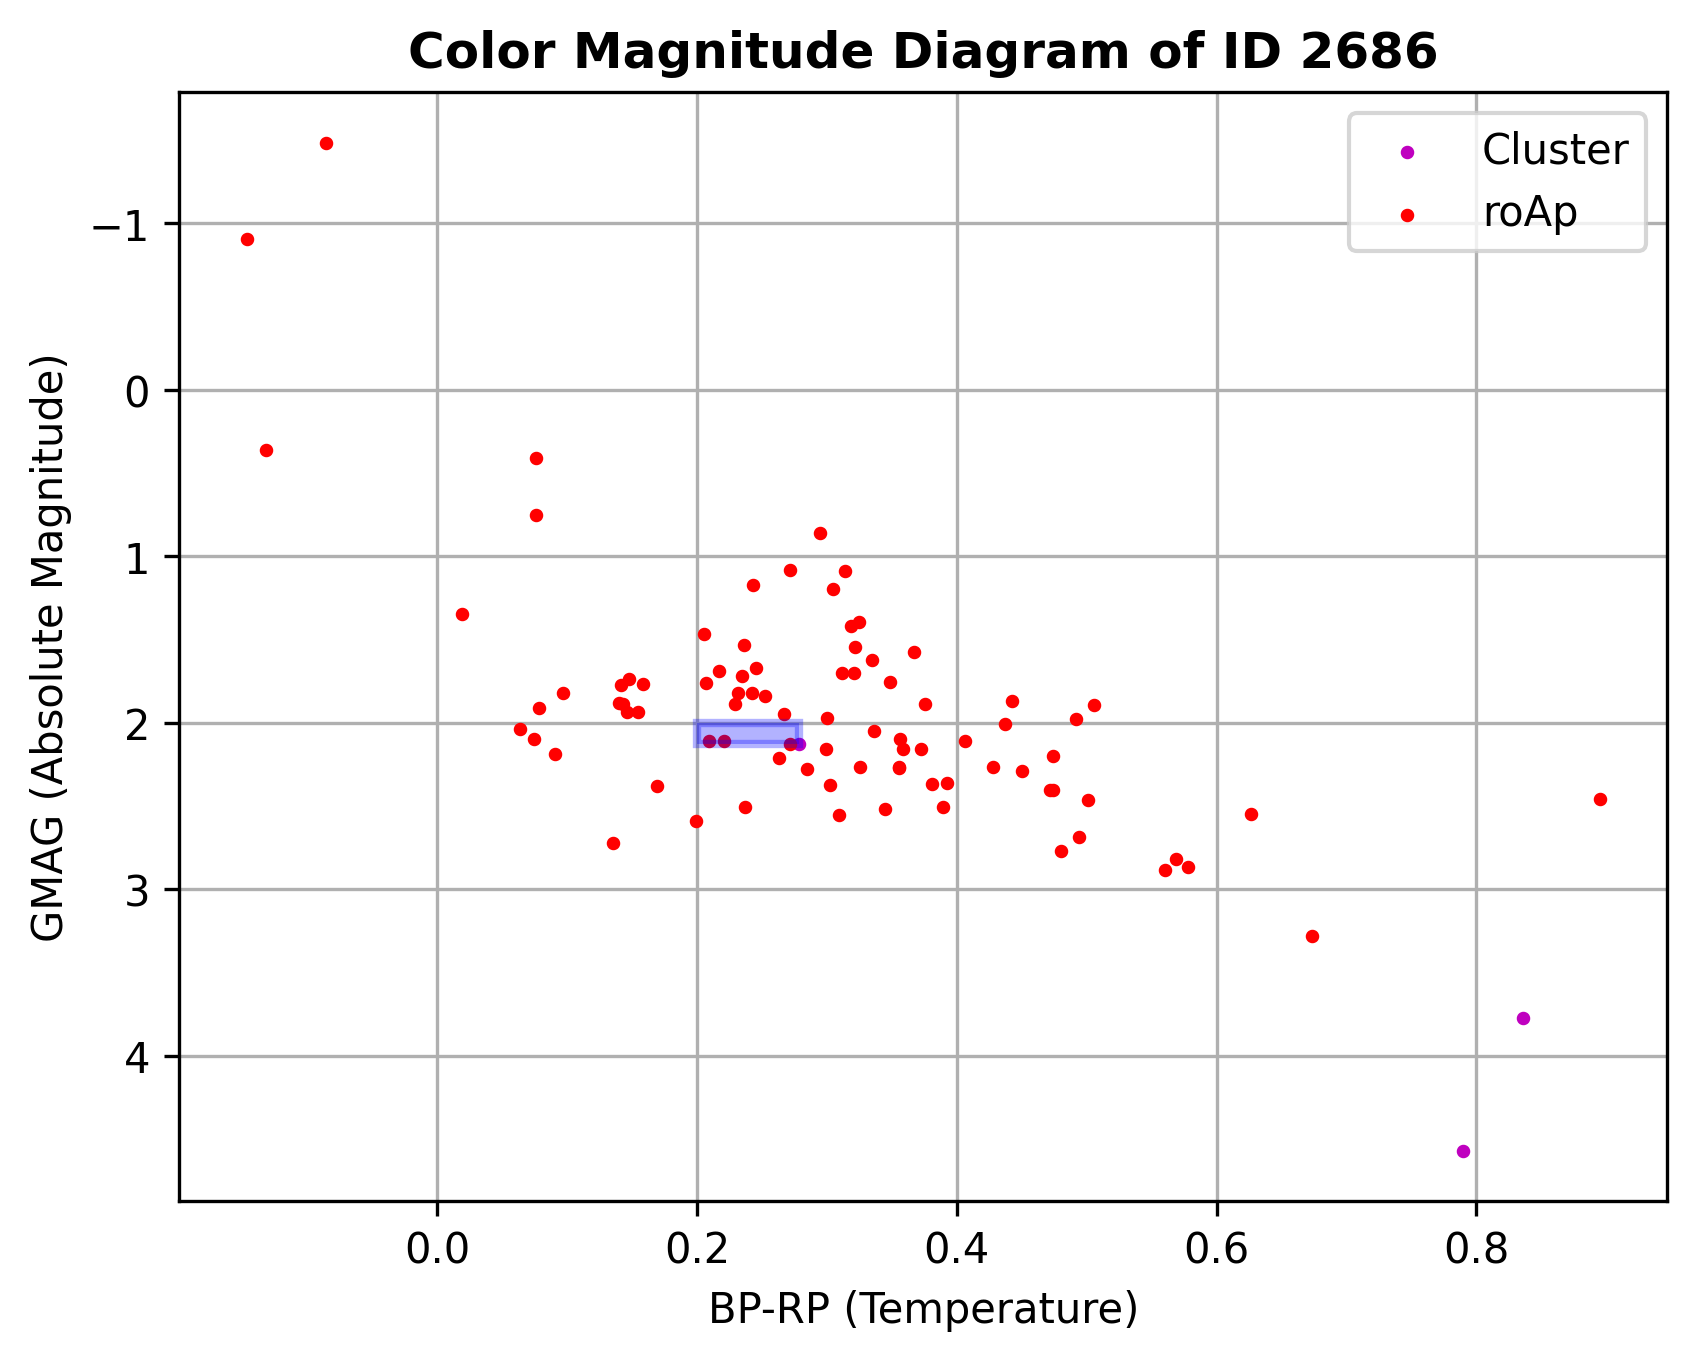 Color Magnitude Diagram of ID 2686
Cluster
roAp
−1
0
1
2
3
4
GMAG (Absolute Magnitude)
0.0 0.2 0.4 0.6 0.8
BP-RP (Temperature)